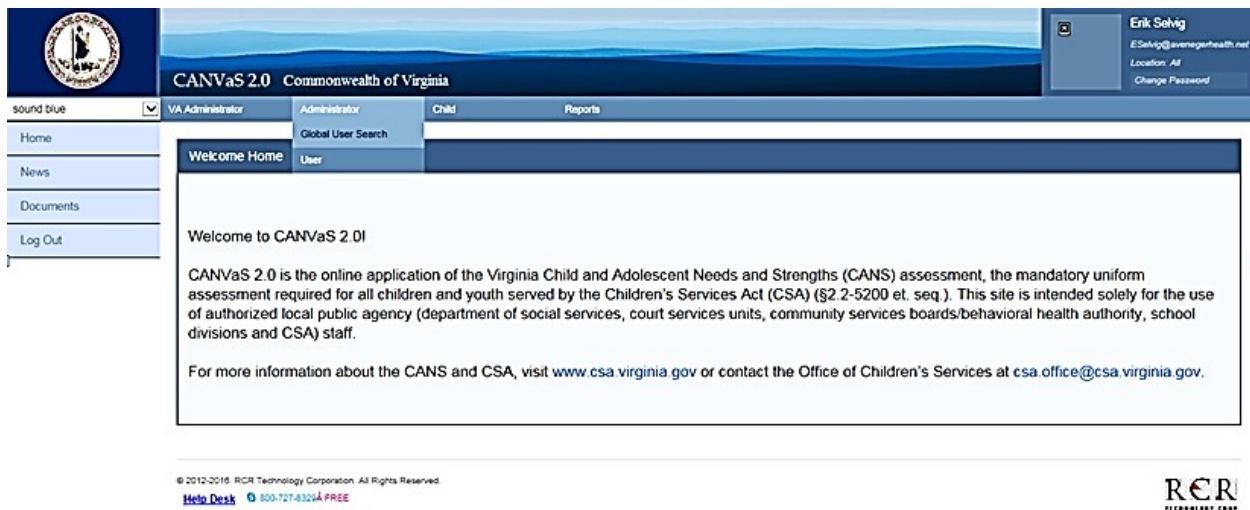 Erik Selvig
ESelvig@avenegerhealth.net
Location: All
Change Password
CANVaS 2.0 Commonwealth of Virginia
sound blue
VA Administrator Administrator Child Reports
Global User Search
User
Home
News
Documents
Log Out
Welcome Home
Welcome to CANVaS 2.0!
CANVaS 2.0 is the online application of the Virginia Child and Adolescent Needs and Strengths (CANS) assessment, the mandatory uniform
assessment required for all children and youth served by the Children's Services Act (CSA) (§2.2-5200 et. seq.). This site is intended solely for the use
of authorized local public agency (department of social services, court services units, community services boards/behavioral health authority, school
divisions and CSA) staff.
For more information about the CANS and CSA, visit www.csa.virginia.gov or contact the Office of Children's Services at csa.office@csa.virginia.gov.
© 2012-2016. RCR Technology Corporation. All Rights Reserved.
Help Desk 800-727-8329Â FREE
RCR
TECHNOLOGY CORP